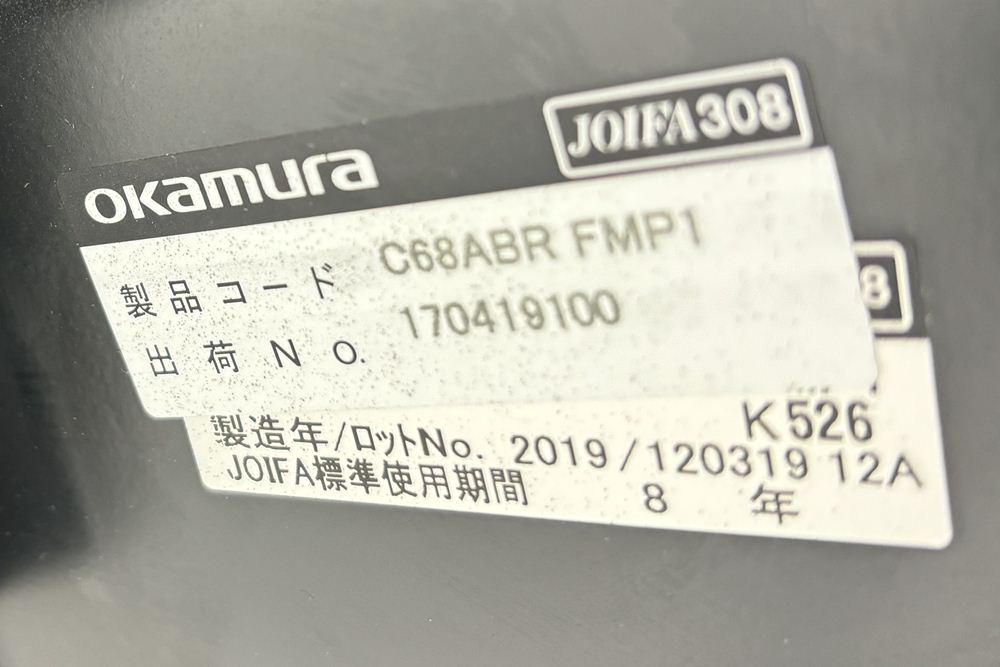 okamura JOIFA308
製品コード C68ABR FMP1
出荷NO. 170419100
8
K526
製造年/ロットNo. 2019/120319 12A
JOIFA標準使用期間 8 年